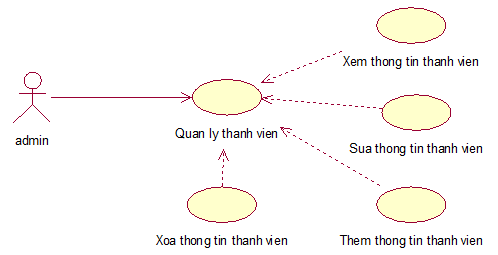 Xem thong tin thanh vien
admin
Quan ly thanh vien
Sua thong tin thanh vien
Xoa thong tin thanh vien
Them thong tin thanh vien